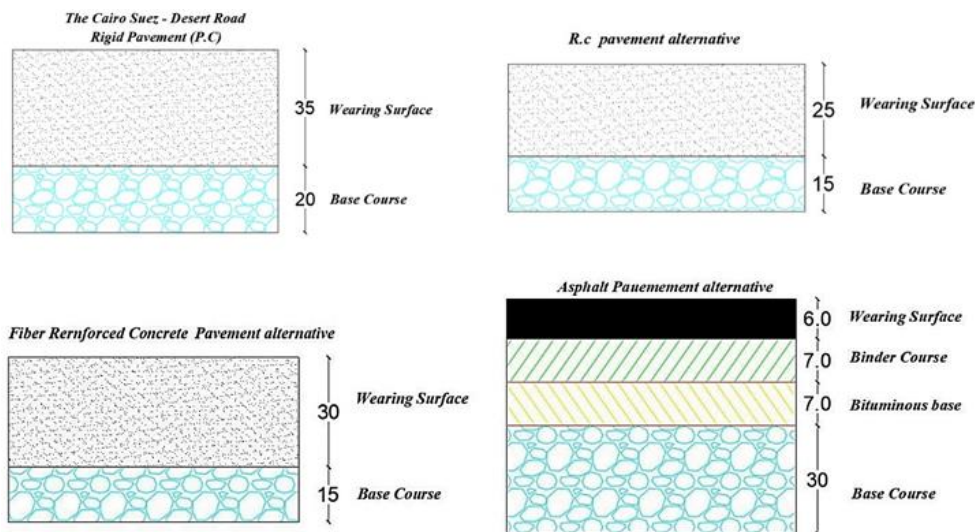 The Cairo Suez - Desert Road
Rigid Pavement (P.C)
35
Wearing Surface
20
Base Course
R.c pavement alternative
25
Wearing Surface
15
Base Course
Fiber Rernforced Concrete Pavement alternative
30
Wearing Surface
15
Base Course
Asphalt Pauemement alternative
6.0
Wearing Surface
7.0
Binder Course
7.0
Bituminous base
30
Base Course